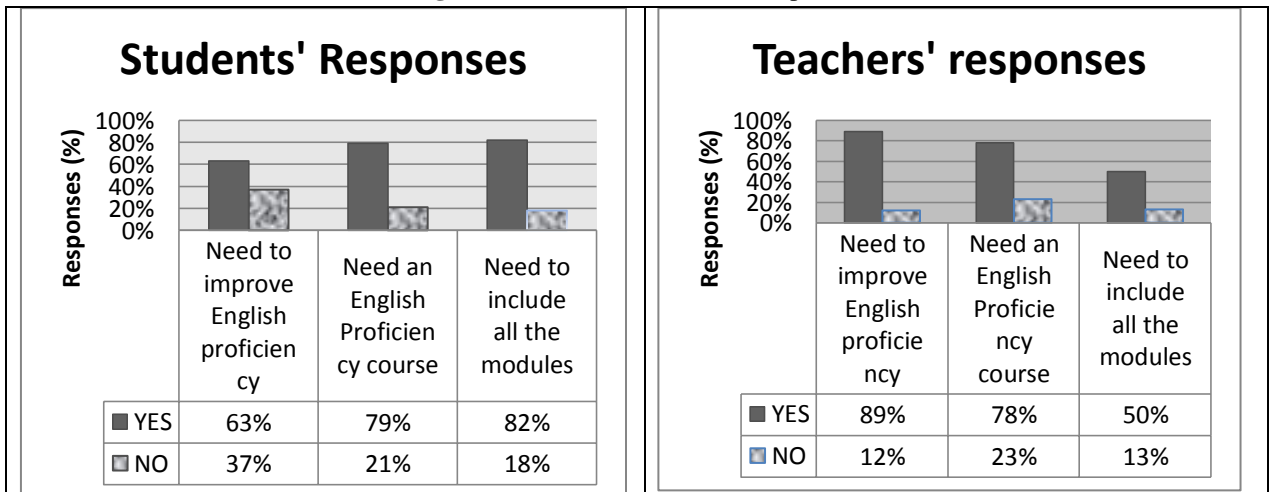 Students' Responses
Responses (%)
100%
80%
60%
40%
20%
0%
Need to
improve
English
proficien
cy
Need an
English
Proficien
cy course
Need to
include
all the
modules
YES 63% 79% 82%
NO 37% 21% 18%
Teachers' responses
Responses (%)
100%
80%
60%
40%
20%
0%
Need to
improve
English
proficie
ncy
Need an
English
Proficie
ncy
course
Need to
include
all the
modules
YES 89% 78% 50%
NO 12% 23% 13%